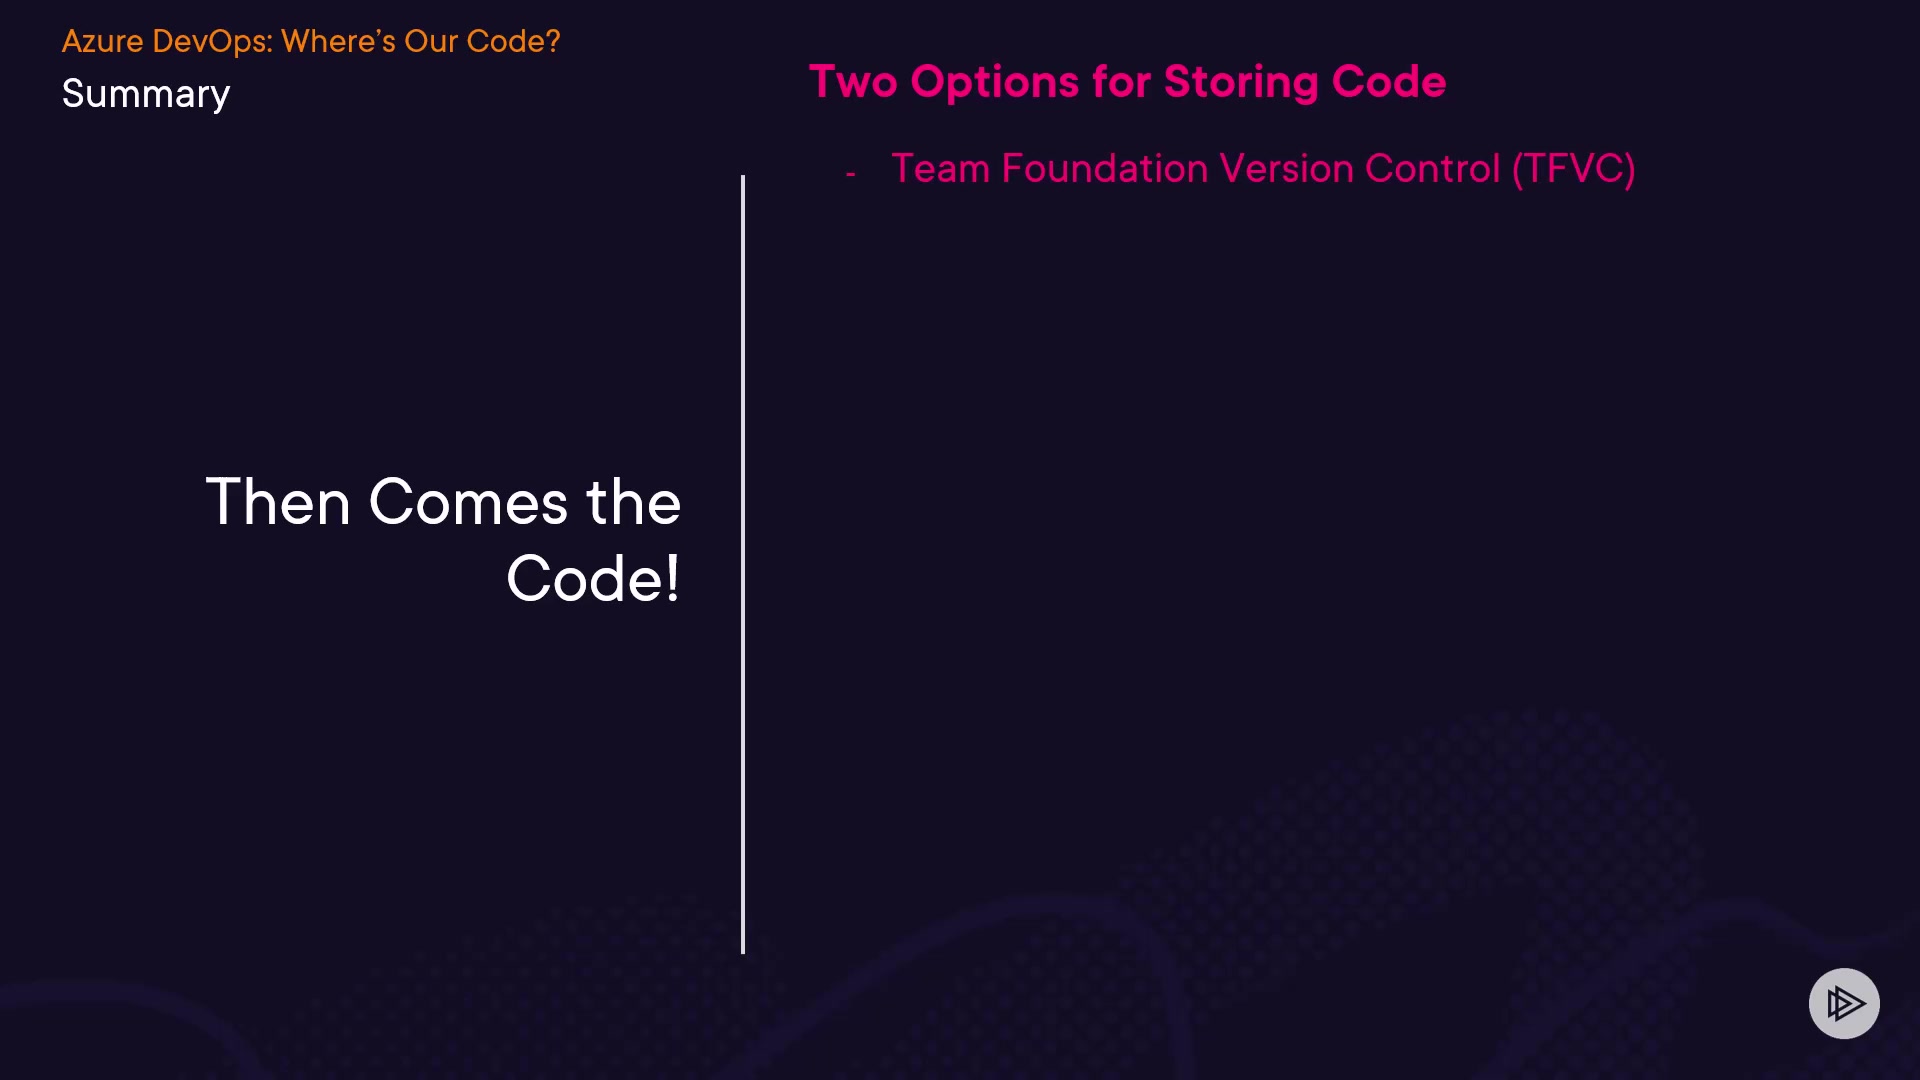 Azure DevOps: Where’s Our Code?
Summary
Then Comes the
Code!
Two Options for Storing Code
- Team Foundation Version Control (TFVC)